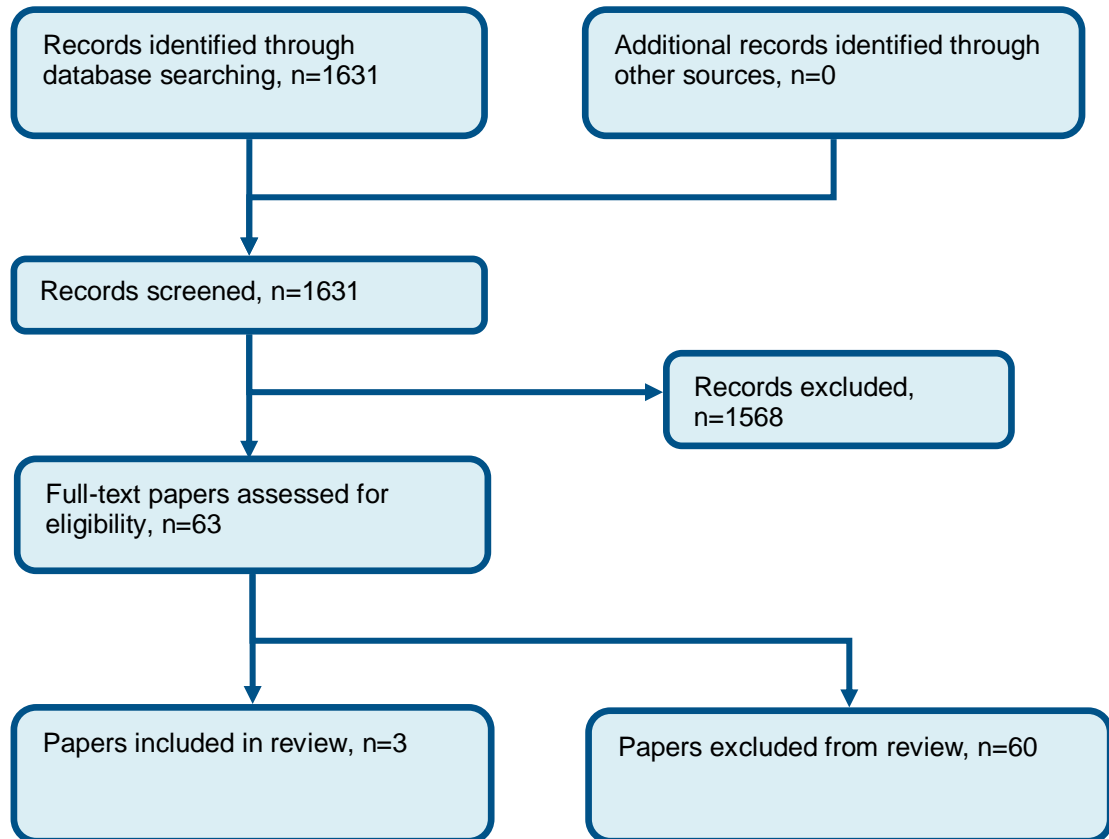 Records identified through
database searching, n=1631
Additional records identified through
other sources, n=0
Records screened, n=1631
Records excluded,
n=1568
Full-text papers assessed for
eligibility, n=63
Papers included in review, n=3
Papers excluded from review, n=60